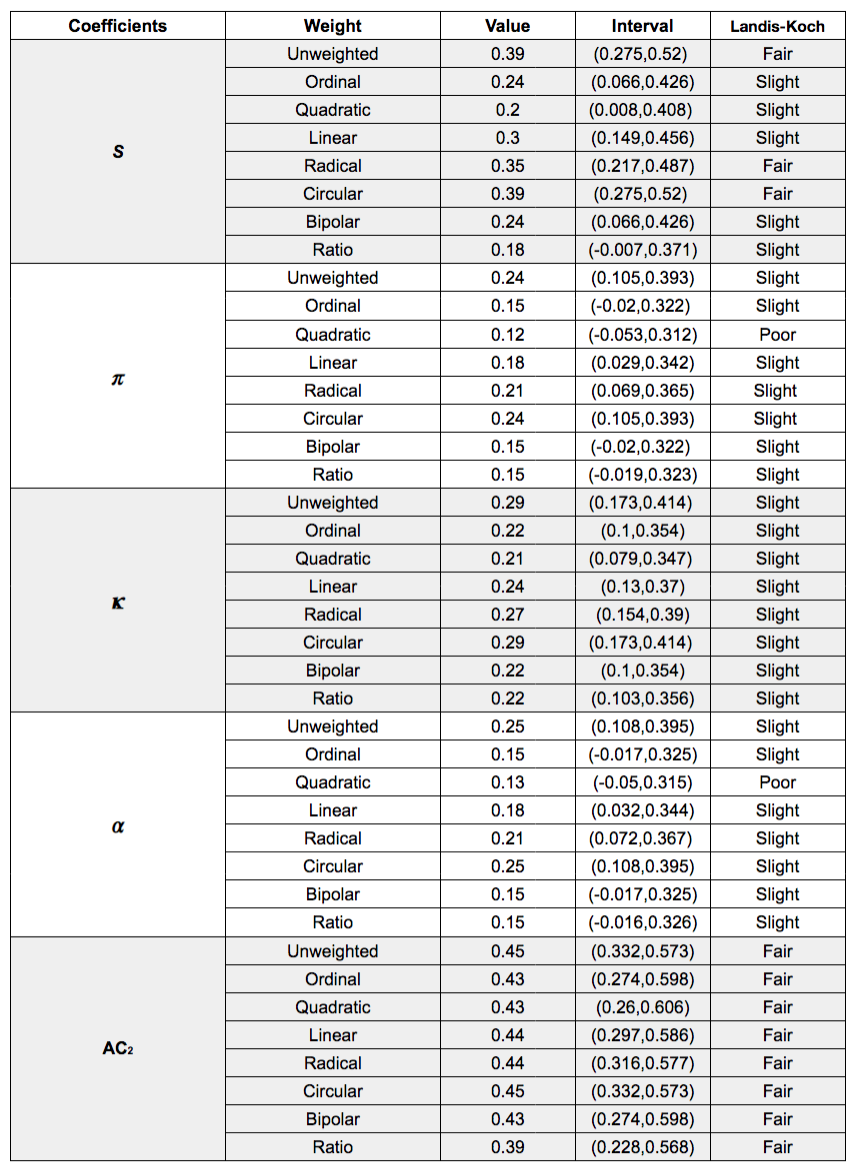 Coefficients Weight Value Interval Landis-Koch
S
Unweighted 0.39 (0.275,0.52) Fair
Ordinal 0.24 (0.066,0.426) Slight
Quadratic 0.2 (0.008,0.408) Slight
Linear 0.3 (0.149,0.456) Slight
Radical 0.35 (0.217,0.487) Fair
Circular 0.39 (0.275,0.52) Fair
Bipolar 0.24 (0.066,0.426) Slight
Ratio 0.18 (-0.007,0.371) Slight
π
Unweighted 0.24 (0.105,0.393) Slight
Ordinal 0.15 (-0.02,0.322) Slight
Quadratic 0.12 (-0.053,0.312) Poor
Linear 0.18 (0.029,0.342) Slight
Radical 0.21 (0.069,0.365) Slight
Circular 0.24 (0.105,0.393) Slight
Bipolar 0.15 (-0.02,0.322) Slight
Ratio 0.15 (-0.019,0.323) Slight
κ
Unweighted 0.29 (0.173,0.414) Slight
Ordinal 0.22 (0.1,0.354) Slight
Quadratic 0.21 (0.079,0.347) Slight
Linear 0.24 (0.13,0.37) Slight
Radical 0.27 (0.154,0.39) Slight
Circular 0.29 (0.173,0.414) Slight
Bipolar 0.22 (0.1,0.354) Slight
Ratio 0.22 (0.103,0.356) Slight
α
Unweighted 0.25 (0.108,0.395) Slight
Ordinal 0.15 (-0.017,0.325) Slight
Quadratic 0.13 (-0.05,0.315) Poor
Linear 0.18 (0.032,0.344) Slight
Radical 0.21 (0.072,0.367) Slight
Circular 0.25 (0.108,0.395) Slight
Bipolar 0.15 (-0.017,0.325) Slight
Ratio 0.15 (-0.016,0.326) Slight
AC₂
Unweighted 0.45 (0.332,0.573) Fair
Ordinal 0.43 (0.274,0.598) Fair
Quadratic 0.43 (0.26,0.606) Fair
Linear 0.44 (0.297,0.586) Fair
Radical 0.44 (0.316,0.577) Fair
Circular 0.45 (0.332,0.573) Fair
Bipolar 0.43 (0.274,0.598) Fair
Ratio 0.39 (0.228,0.568) Fair